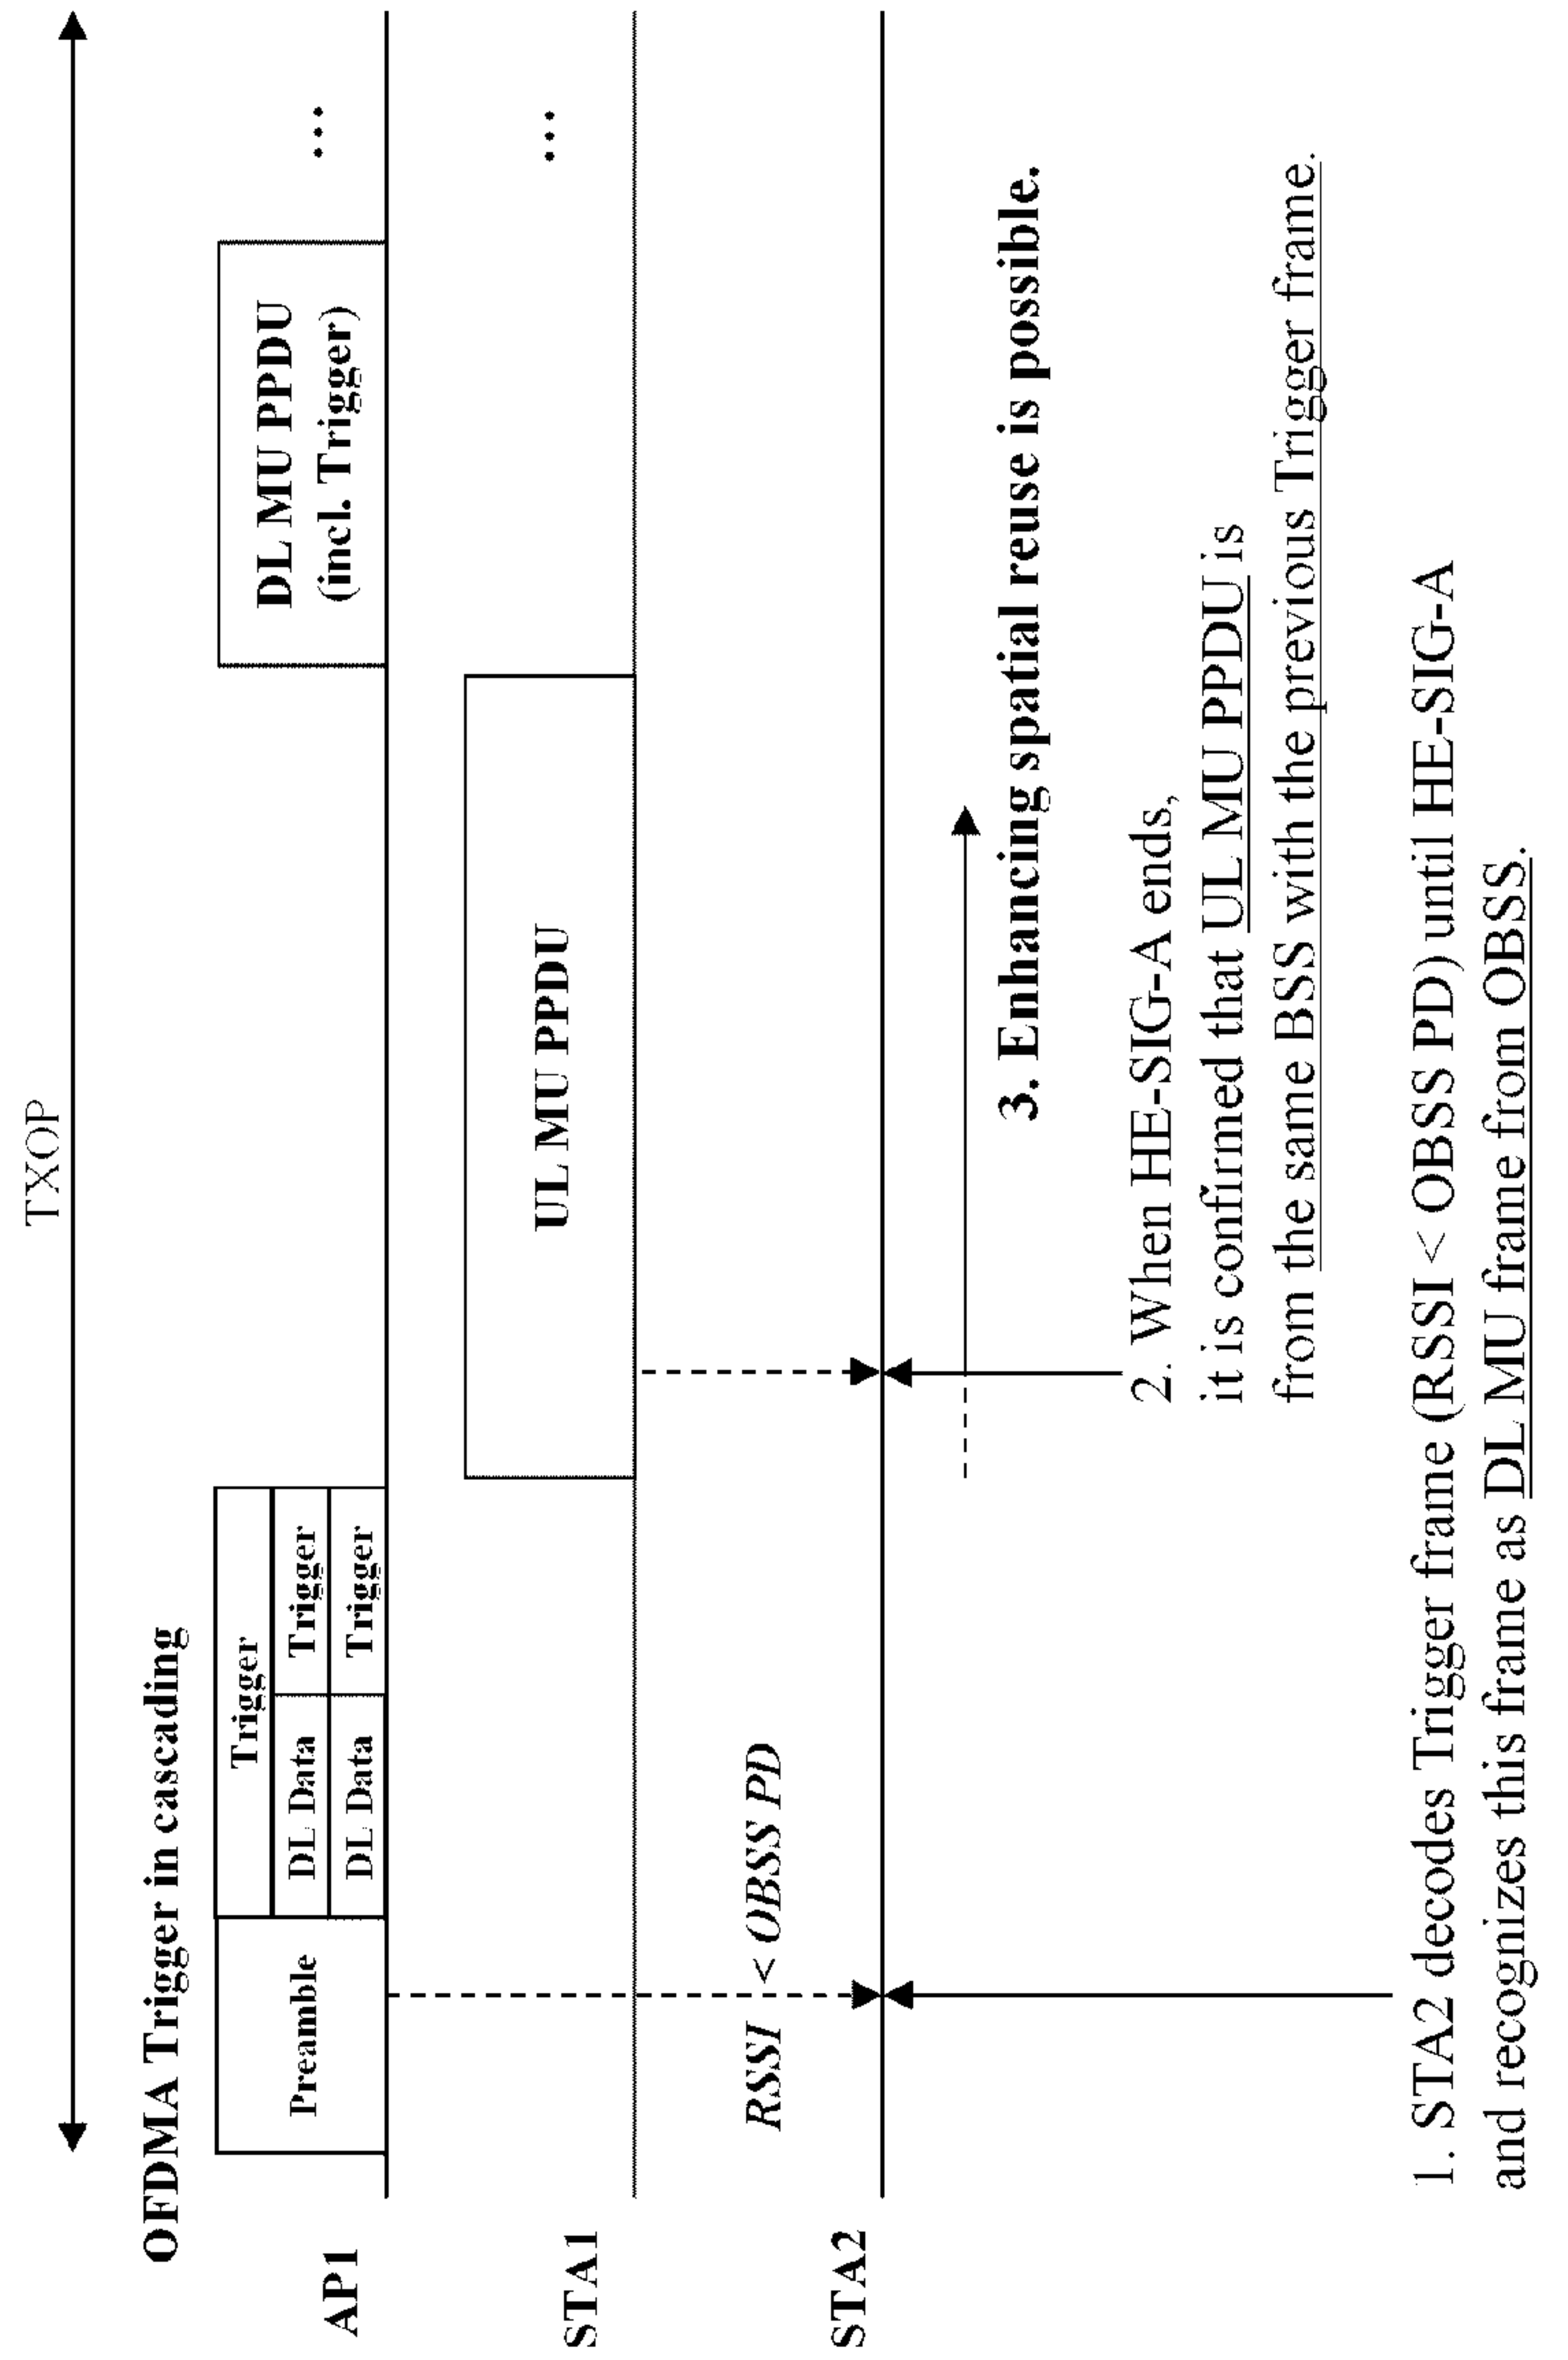 TXOP
OFDMA Trigger in cascading
AP1
Preamble
Trigger
DL Data
Trigger
DL Data
Trigger
DL MU PPDU
(incl. Trigger)
...
STA1
UL MU PPDU
...
RSSI < OBSS PD
STA2
3. Enhancing spatial reuse is possible.
2. When HE-SIG-A ends,
it is confirmed that UL MU PPDU is
from the same BSS with the previous Trigger frame.
1. STA2 decodes Trigger frame (RSSI < OBSS PD) until HE-SIG-A
and recognizes this frame as DL MU frame from OBSS.